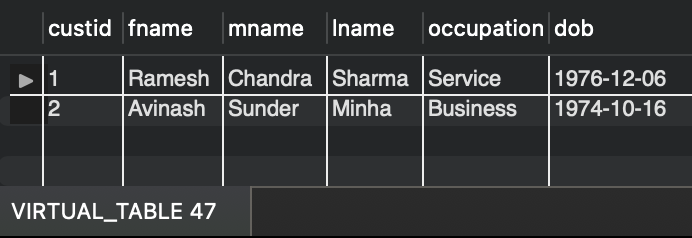 custid fname mname lname occupation dob
1 Ramesh Chandra Sharma Service 1976-12-06
2 Avinash Sunder Minha Business 1974-10-16
VIRTUAL_TABLE 47